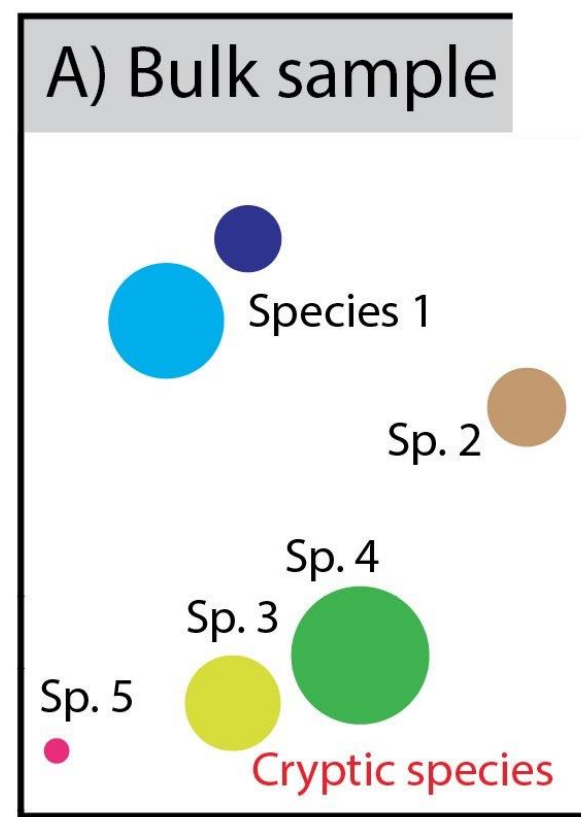 A) Bulk sample
Species 1
Sp. 2
Sp. 4
Sp. 3
Sp. 5
Cryptic species